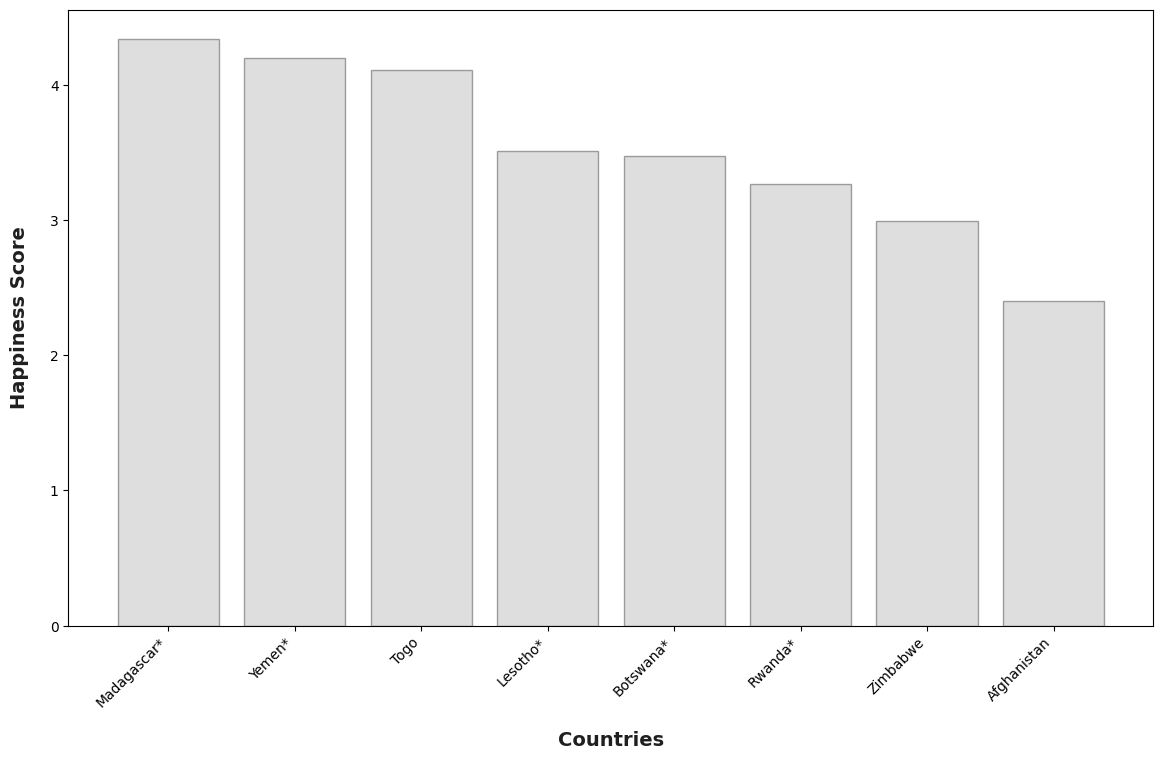 Happiness Score
4
3
2
1
0
Madagascar*
Yemen*
Togo
Lesotho*
Botswana*
Rwanda*
Zimbabwe
Afghanistan
Countries